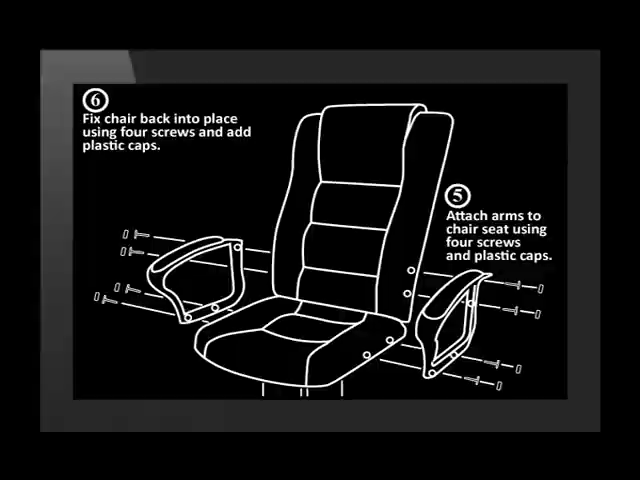 6
Fix chair back into place
using four screws and add
plastic caps.
5
Attach arms to
chair seat using
four screws
and plastic caps.